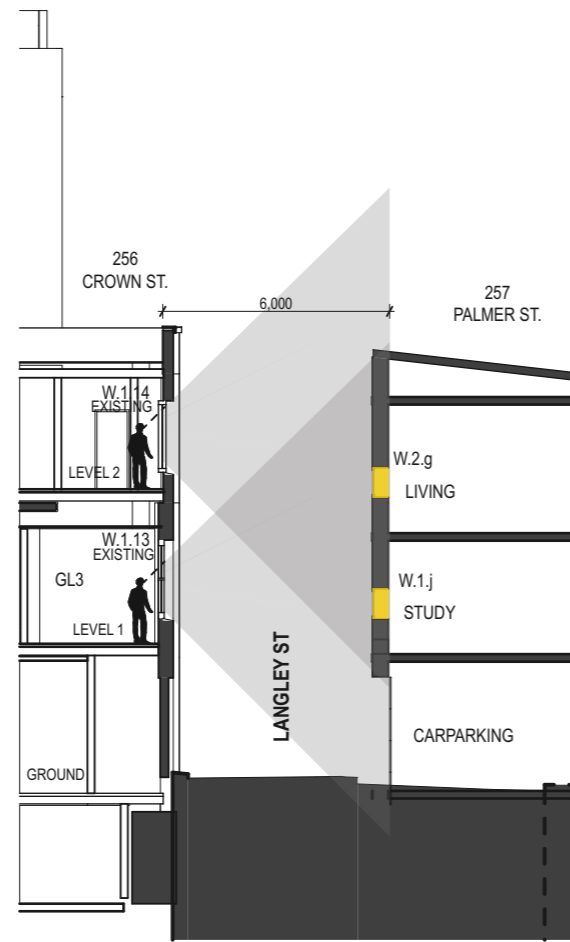 256
CROWN ST.
6,000
257
PALMER ST.
W.1.14
EXISTING
LEVEL 2
W.2.g
LIVING
W.1.13
EXISTING
GL3
LEVEL 1
W.1.j
STUDY
LANGLEY ST
CARPARKING
GROUND